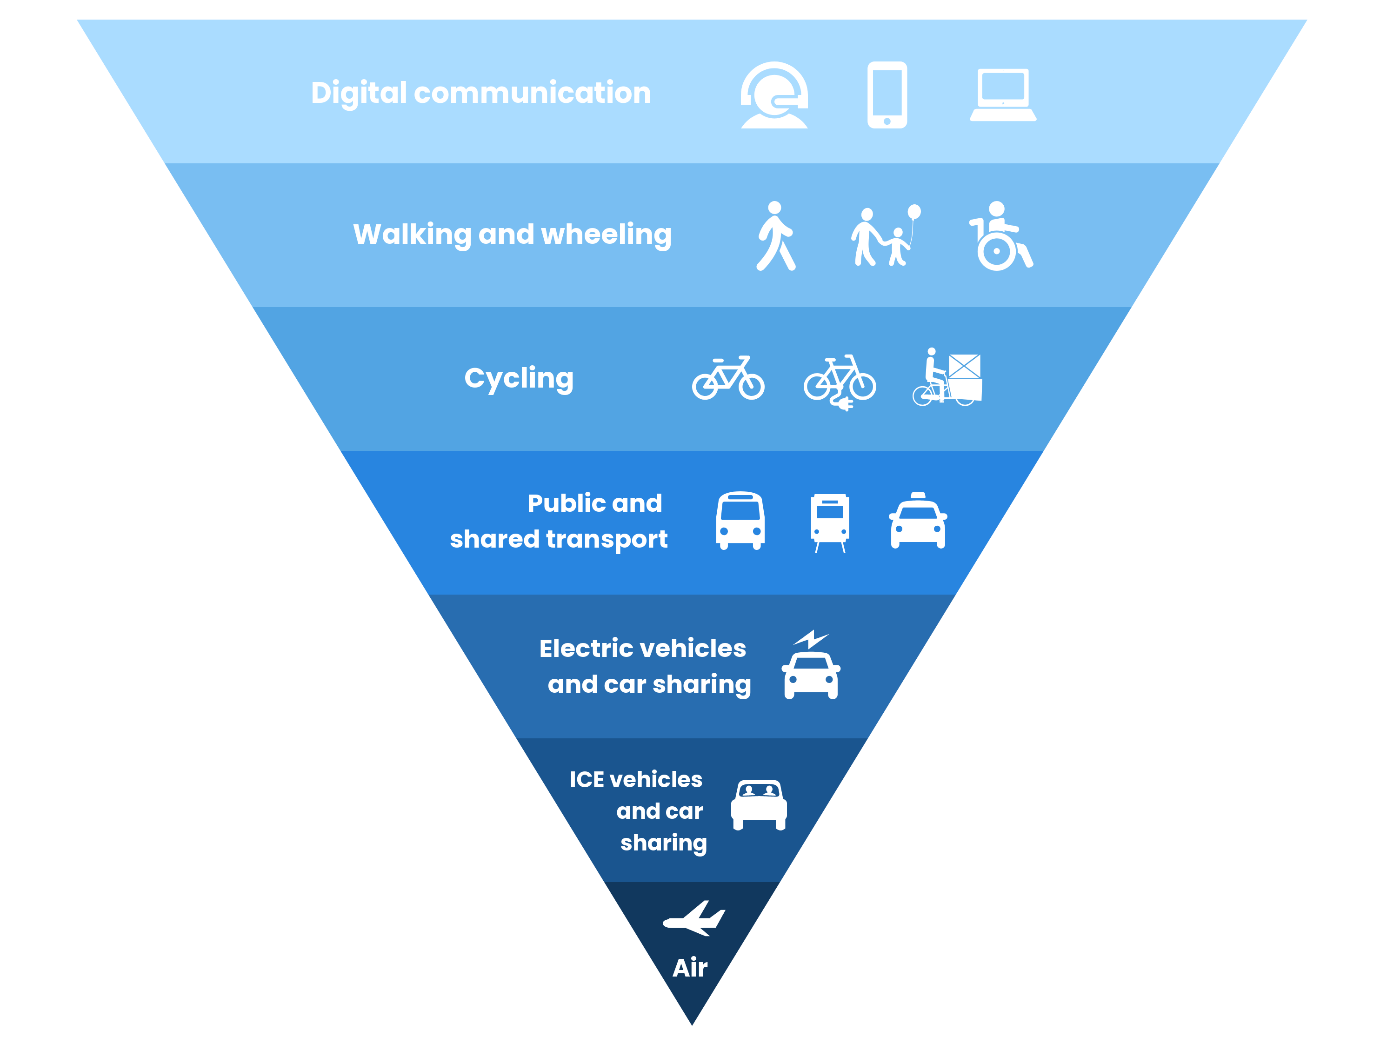 Digital communication
Walking and wheeling
Cycling
Public and
shared transport
Electric vehicles
and car sharing
ICE vehicles
and car
sharing
Air